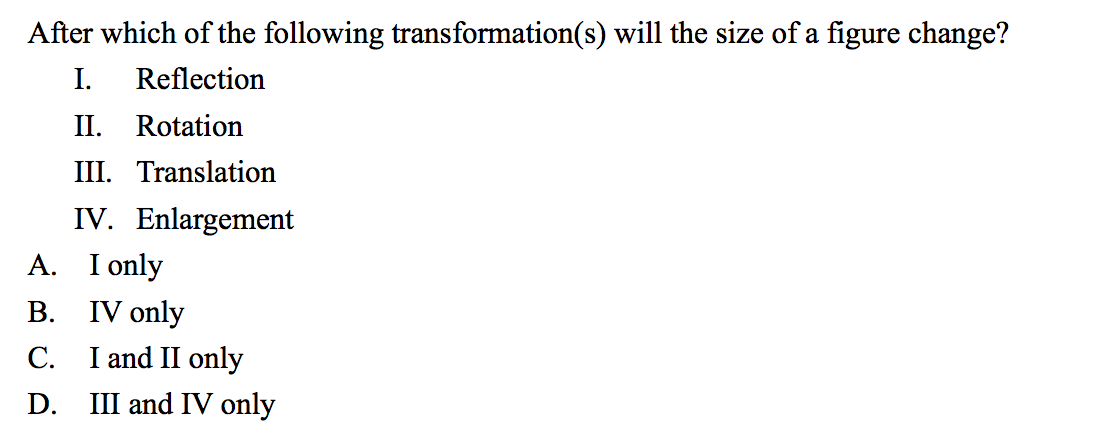 After which of the following transformation(s) will the size of a figure change?
I. Reflection
II. Rotation
III. Translation
IV. Enlargement
A. I only
B. IV only
C. I and II only
D. III and IV only